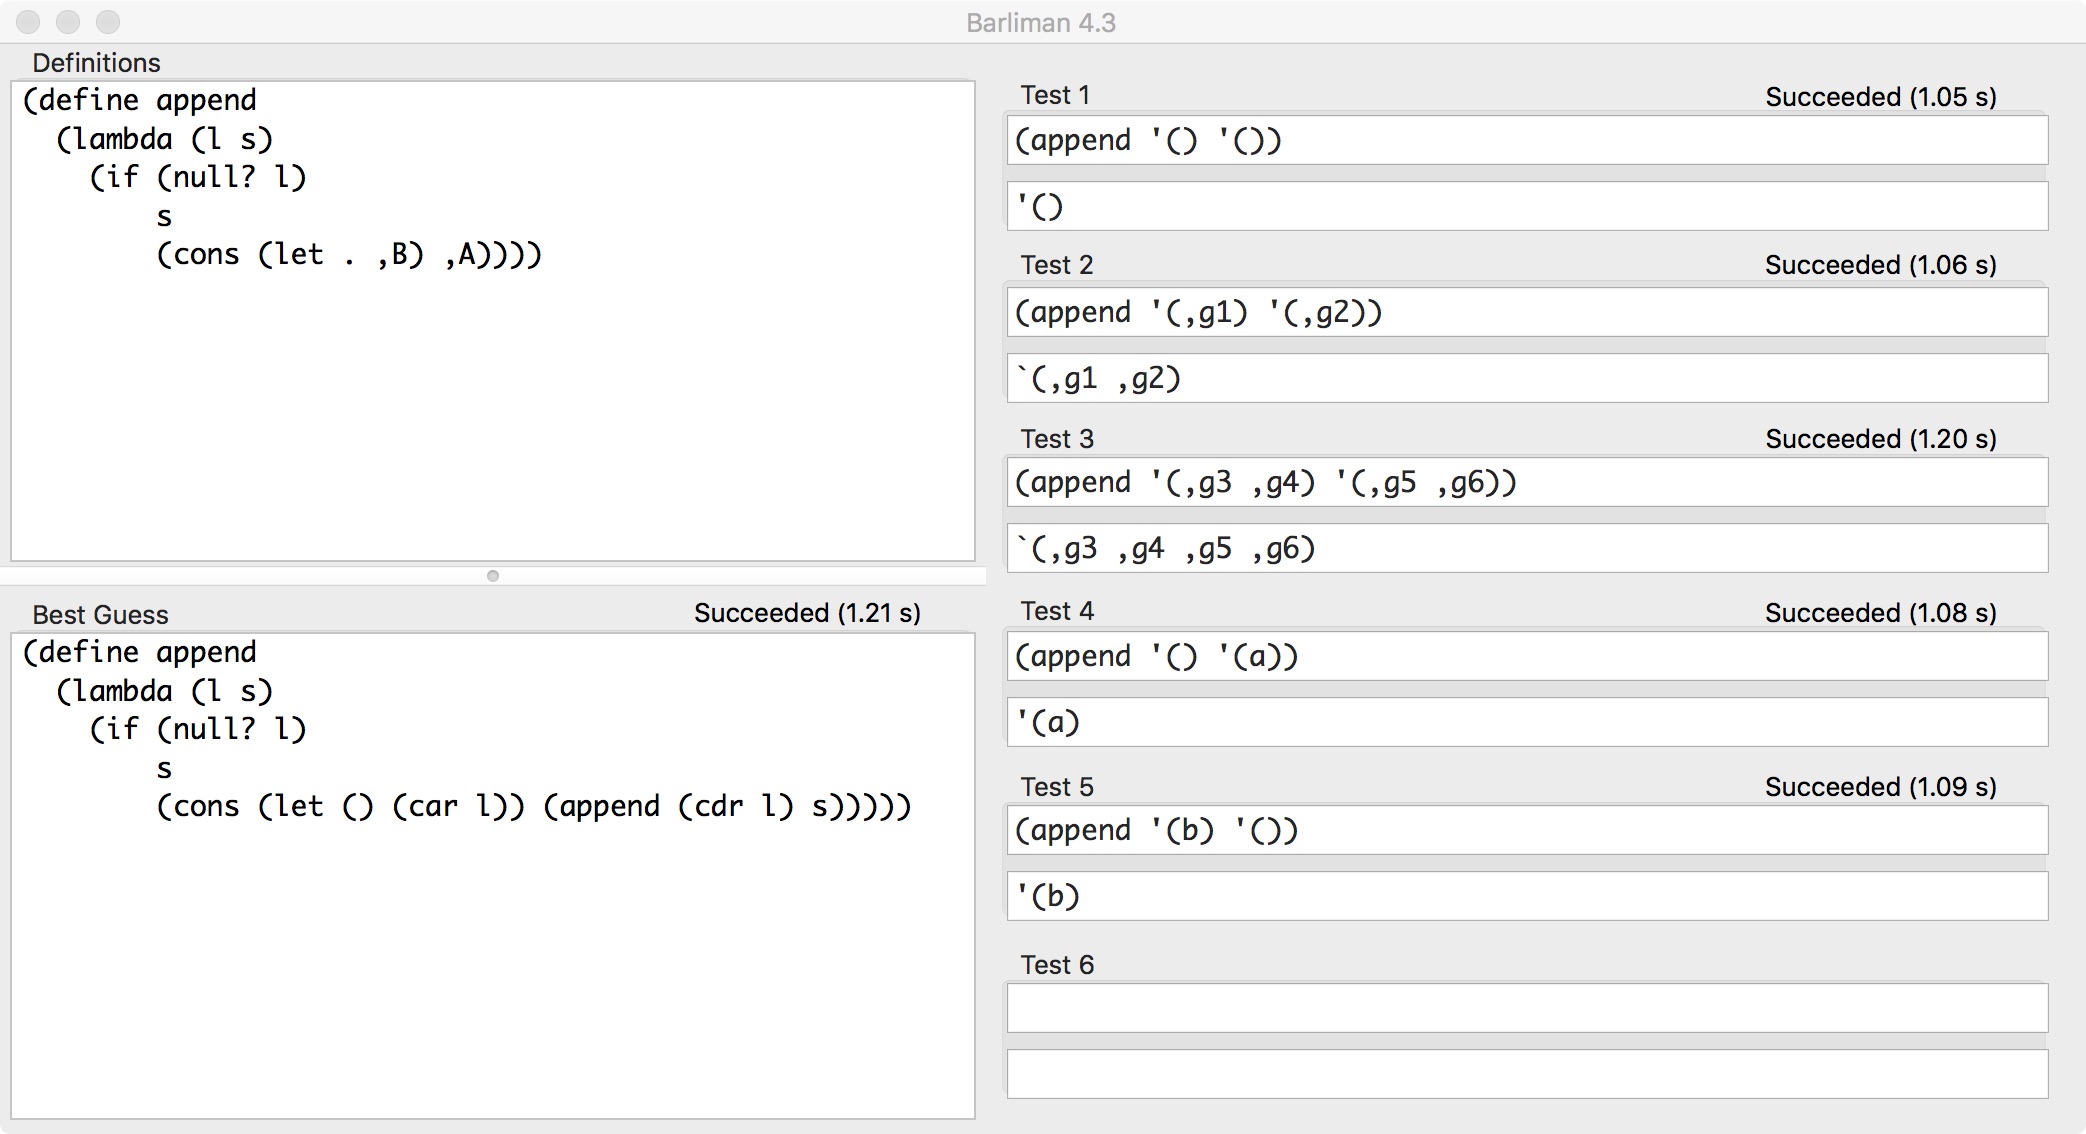 Barliman 4.3
Definitions
(define append
  (lambda (l s)
    (if (null? l)
        s
        (cons (let . ,B) ,A))))
Best Guess
Succeeded (1.21 s)
(define append
  (lambda (l s)
    (if (null? l)
        s
        (cons (let () (car l)) (append (cdr l) s)))))
Test 1
Succeeded (1.05 s)
(append '() '())
'()
Test 2
Succeeded (1.06 s)
(append '(,g1) '(,g2))
`(,g1 ,g2)
Test 3
Succeeded (1.20 s)
(append '(,g3 ,g4) '(,g5 ,g6))
`(,g3 ,g4 ,g5 ,g6)
Test 4
Succeeded (1.08 s)
(append '() '(a))
'(a)
Test 5
Succeeded (1.09 s)
(append '(b) '())
'(b)
Test 6